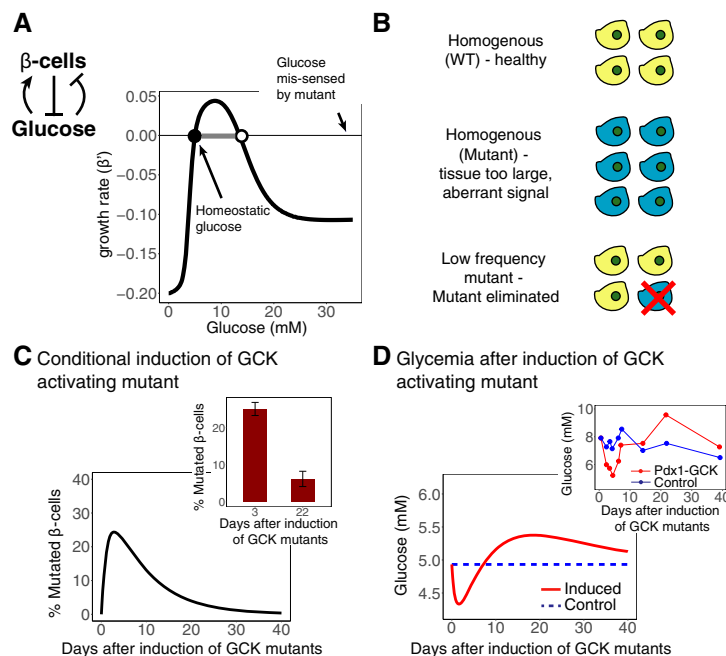 A
β-cells
Glucose
Glucose
mis-sensed
by mutant
growth rate (β')
0.05
0.00
−0.05
−0.10
−0.15
−0.20
Homeostatic
glucose
0
10
20
30
Glucose (mM)
B
Homogenous
(WT) - healthy
Homogenous
(Mutant) -
tissue too large,
aberrant signal
Low frequency
mutant -
Mutant eliminated
C Conditional induction of GCK
activating mutant
% Mutated β-cells
40
30
20
10
0
0
10
20
30
40
Days after induction of GCK mutants
% Mutated β-cells
20
10
0
3
22
Days after induction
of GCK mutants
D Glycemia after induction of GCK
activating mutant
Glucose (mM)
6.0
5.5
5.0
4.5
Induced
Control
0
10
20
30
40
Days after induction of GCK mutants
Glucose (mM)
8
6
Pdx1-GCK
Control
0
10
20
30
40
Days after induction
of GCK mutants